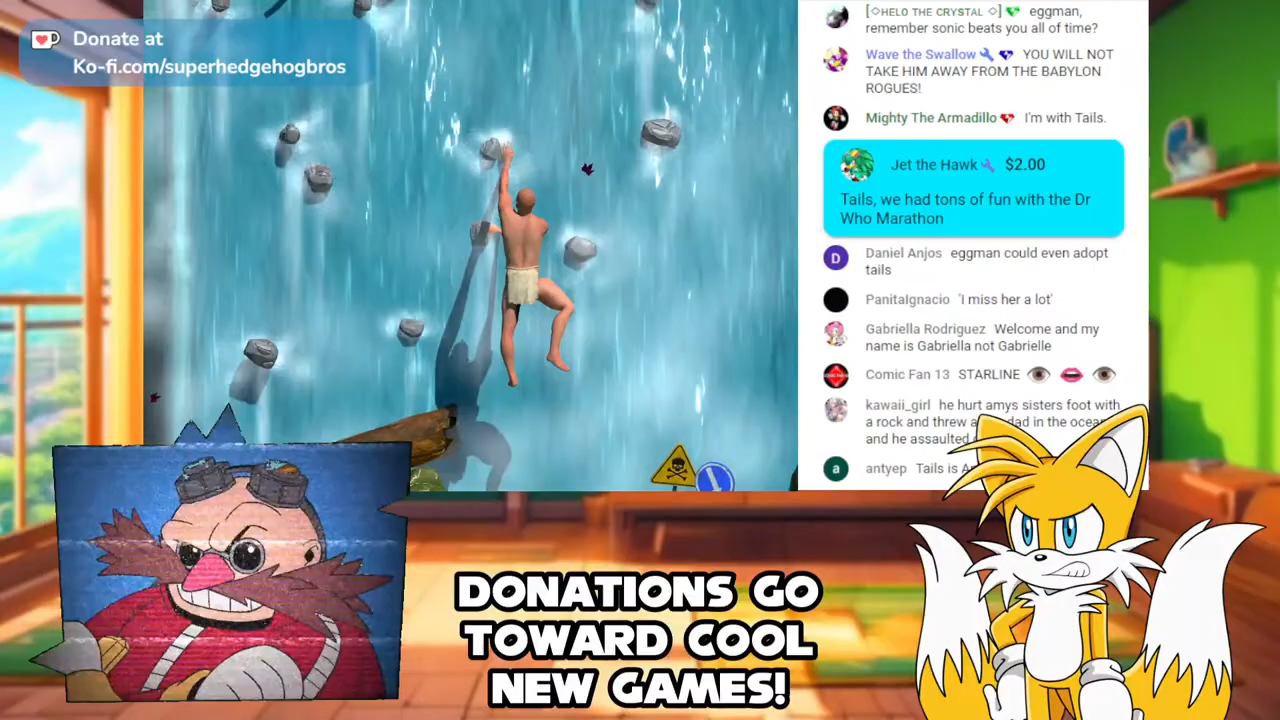 Donate at
Ko-fi.com/superhedgehogbros
[◇HELO THE CRYSTAL ◇] eggman,
remember sonic beats you all of time?
Wave the Swallow YOU WILL NOT
TAKE HIM AWAY FROM THE BABYLON
ROGUES!
Mighty The Armadillo I'm with Tails.
Jet the Hawk $2.00
Tails, we had tons of fun with the Dr
Who Marathon
D
Daniel Anjos eggman could even adopt
tails
PanitaIgnacio 'I miss her a lot'
Gabriella Rodriguez Welcome and my
name is Gabriella not Gabrielle
Comic Fan 13 STARLINE 👁 👄 👁
kawaii_girl he hurt amys sisters foot with
a rock and threw dad in the
and he assaulted
a
antyep Tails is
DONATIONS GO
TOWARD COOL
NEW GAMES!